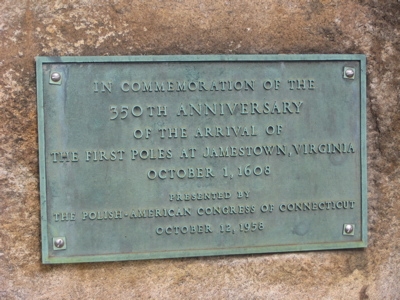 IN COMMEMORATION OF THE
350TH ANNIVERSARY
OF THE ARRIVAL OF
THE FIRST POLES AT JAMESTOWN, VIRGINIA
OCTOBER 1, 1608
PRESENTED BY
THE POLISH-AMERICAN CONGRESS OF CONNECTICUT
OCTOBER 12, 1958